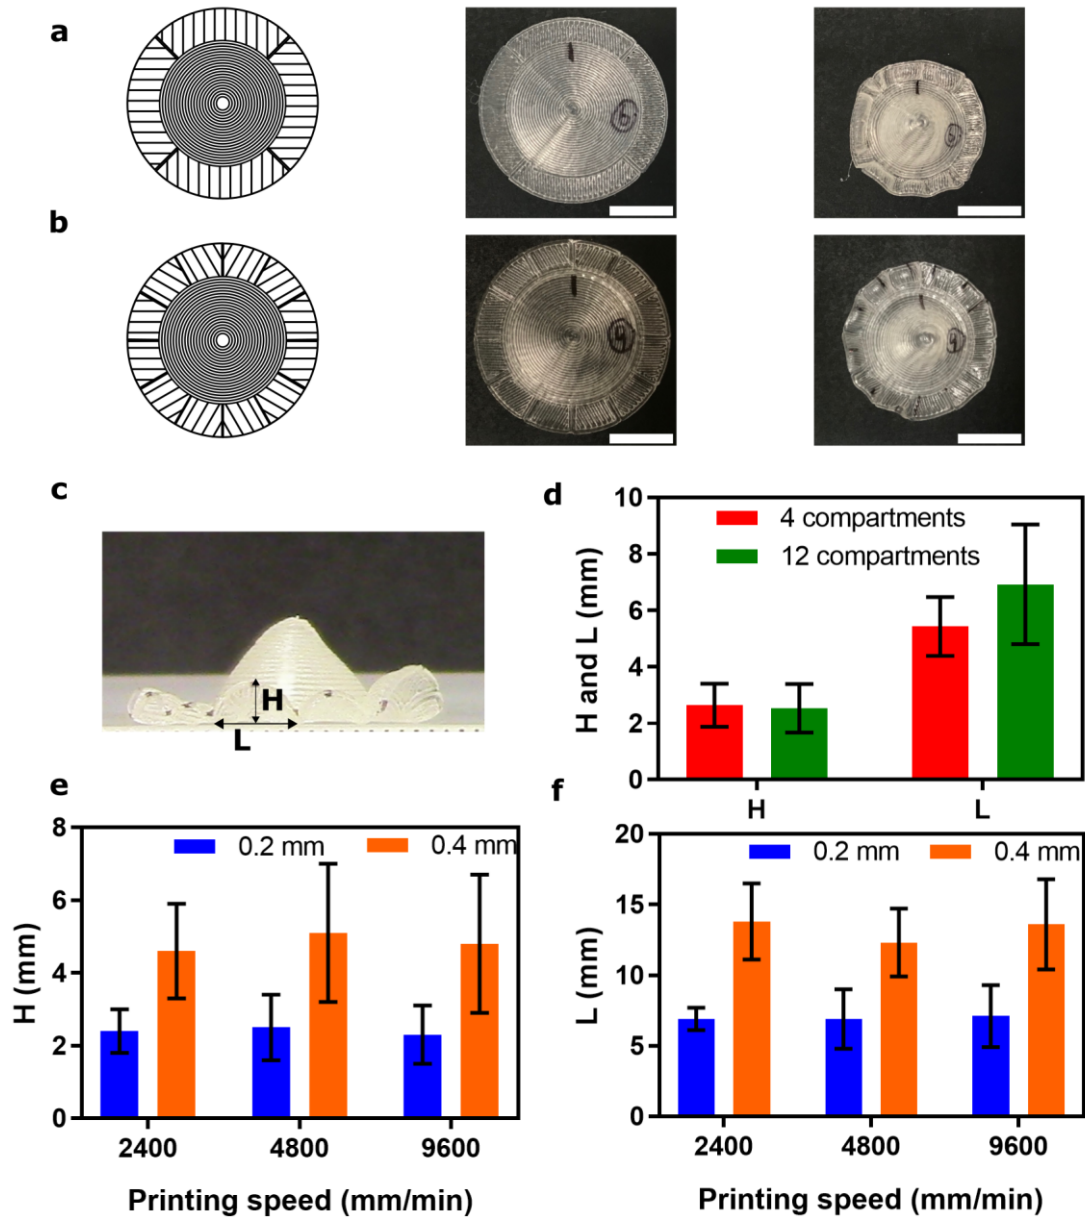 a
b
c
H
L
d
H and L (mm)
10
8
6
4
2
0
4 compartments
12 compartments
H
L
e
H (mm)
8
6
4
2
0
0.2 mm
0.4 mm
2400
4800
9600
Printing speed (mm/min)
f
L (mm)
20
15
10
5
0
0.2 mm
0.4 mm
2400
4800
9600
Printing speed (mm/min)